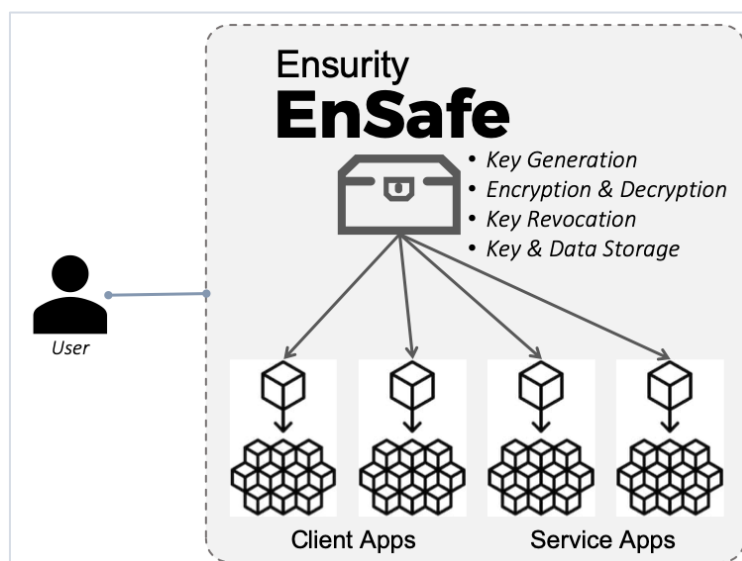 Ensurity
EnSafe
• Key Generation
• Encryption & Decryption
• Key Revocation
• Key & Data Storage
User
Client Apps
Service Apps